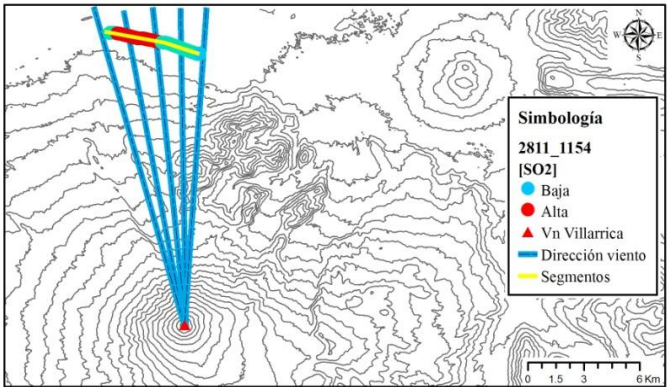 N
W E
S
Simbología
2811_1154
[SO2]
Baja
Alta
Vn Villarrica
Dirección viento
Segmentos
0 1.5 3 6 Km